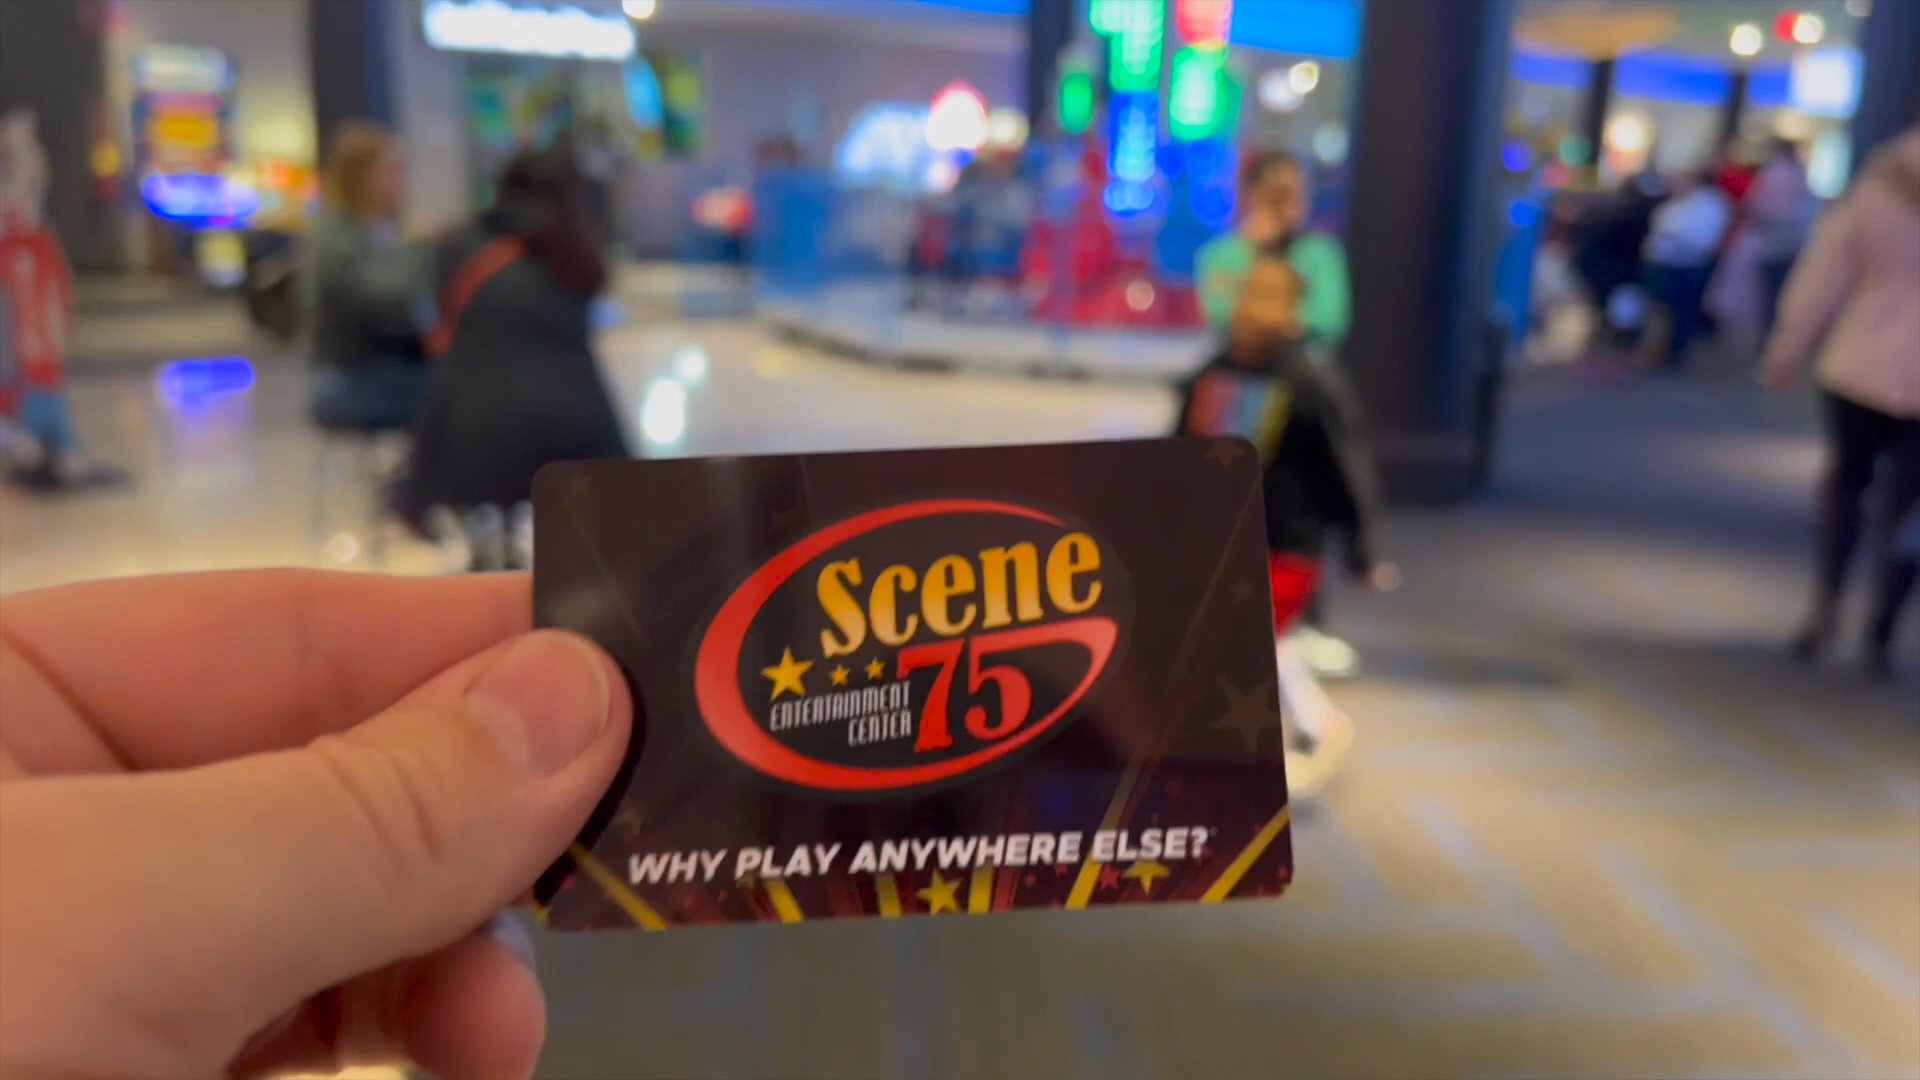 Scene
75
ENTERTAINMENT
CENTER
WHY PLAY ANYWHERE ELSE?